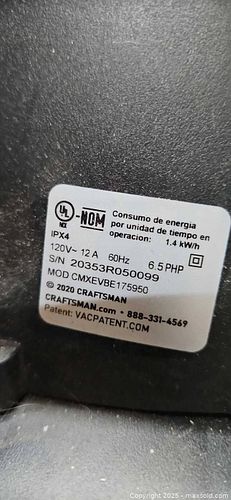 UL
-NOM
Consumo de energia
por unidad de tiempo en
operacion: 1.4 kW/h
IPX4
120V~ 12 A 60Hz 6.5 PHP
S/N 20353R050099
MOD CMXEVBE175950
© 2020 CRAFTSMAN
CRAFTSMAN.com • 888-331-4569
Patent: VACPATENT.COM
Copyright © 2025 - maxsold.com